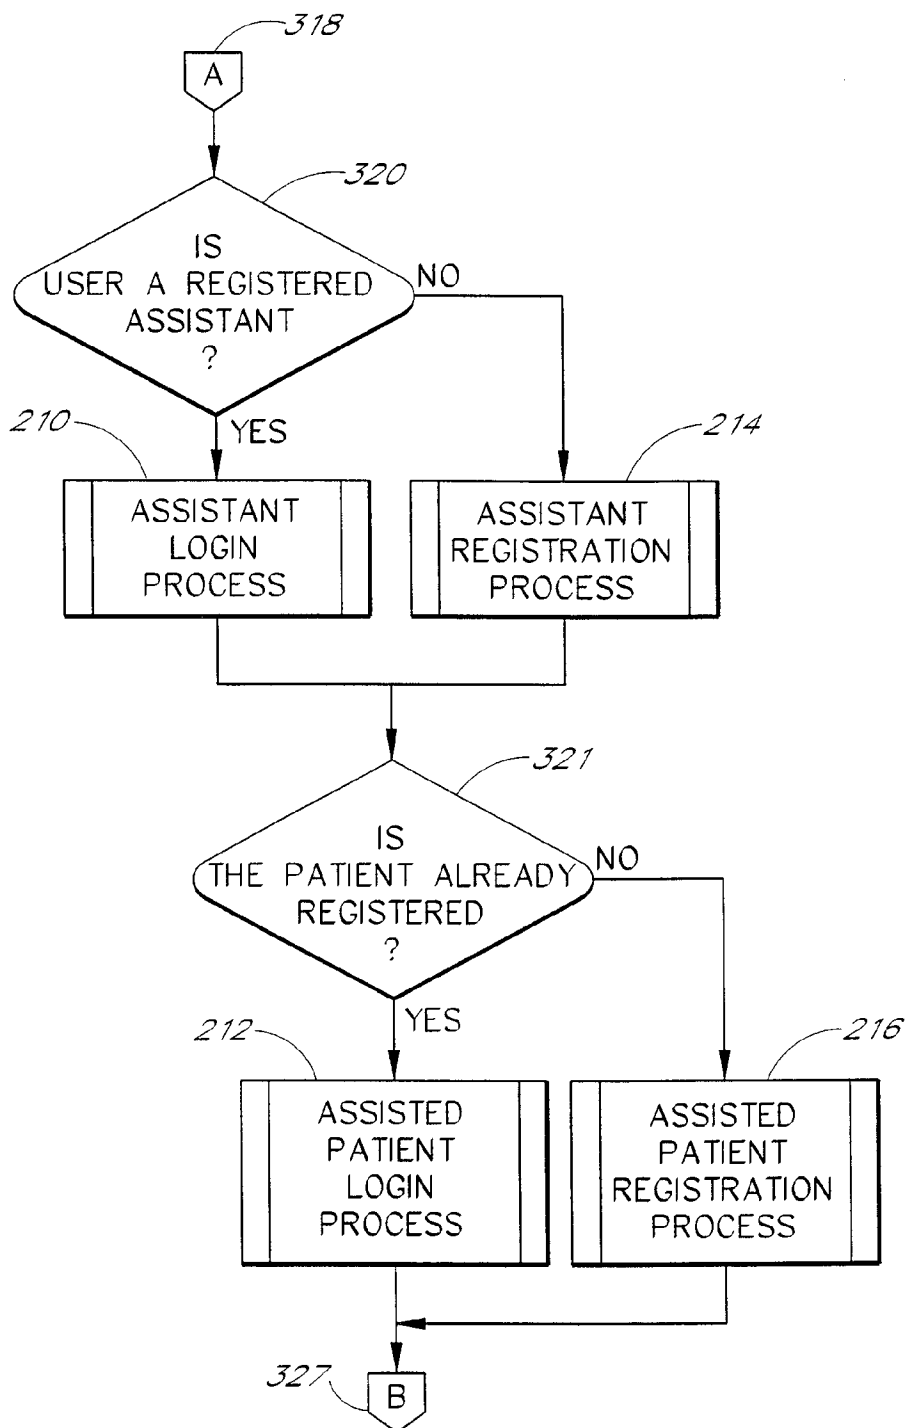 318
A
320
IS
USER A REGISTERED
ASSISTANT
?
NO
YES
210
214
ASSISTANT
LOGIN
PROCESS
ASSISTANT
REGISTRATION
PROCESS
321
IS
THE PATIENT ALREADY
REGISTERED
?
NO
YES
212
216
ASSISTED
PATIENT
LOGIN
PROCESS
ASSISTED
PATIENT
REGISTRATION
PROCESS
327
B